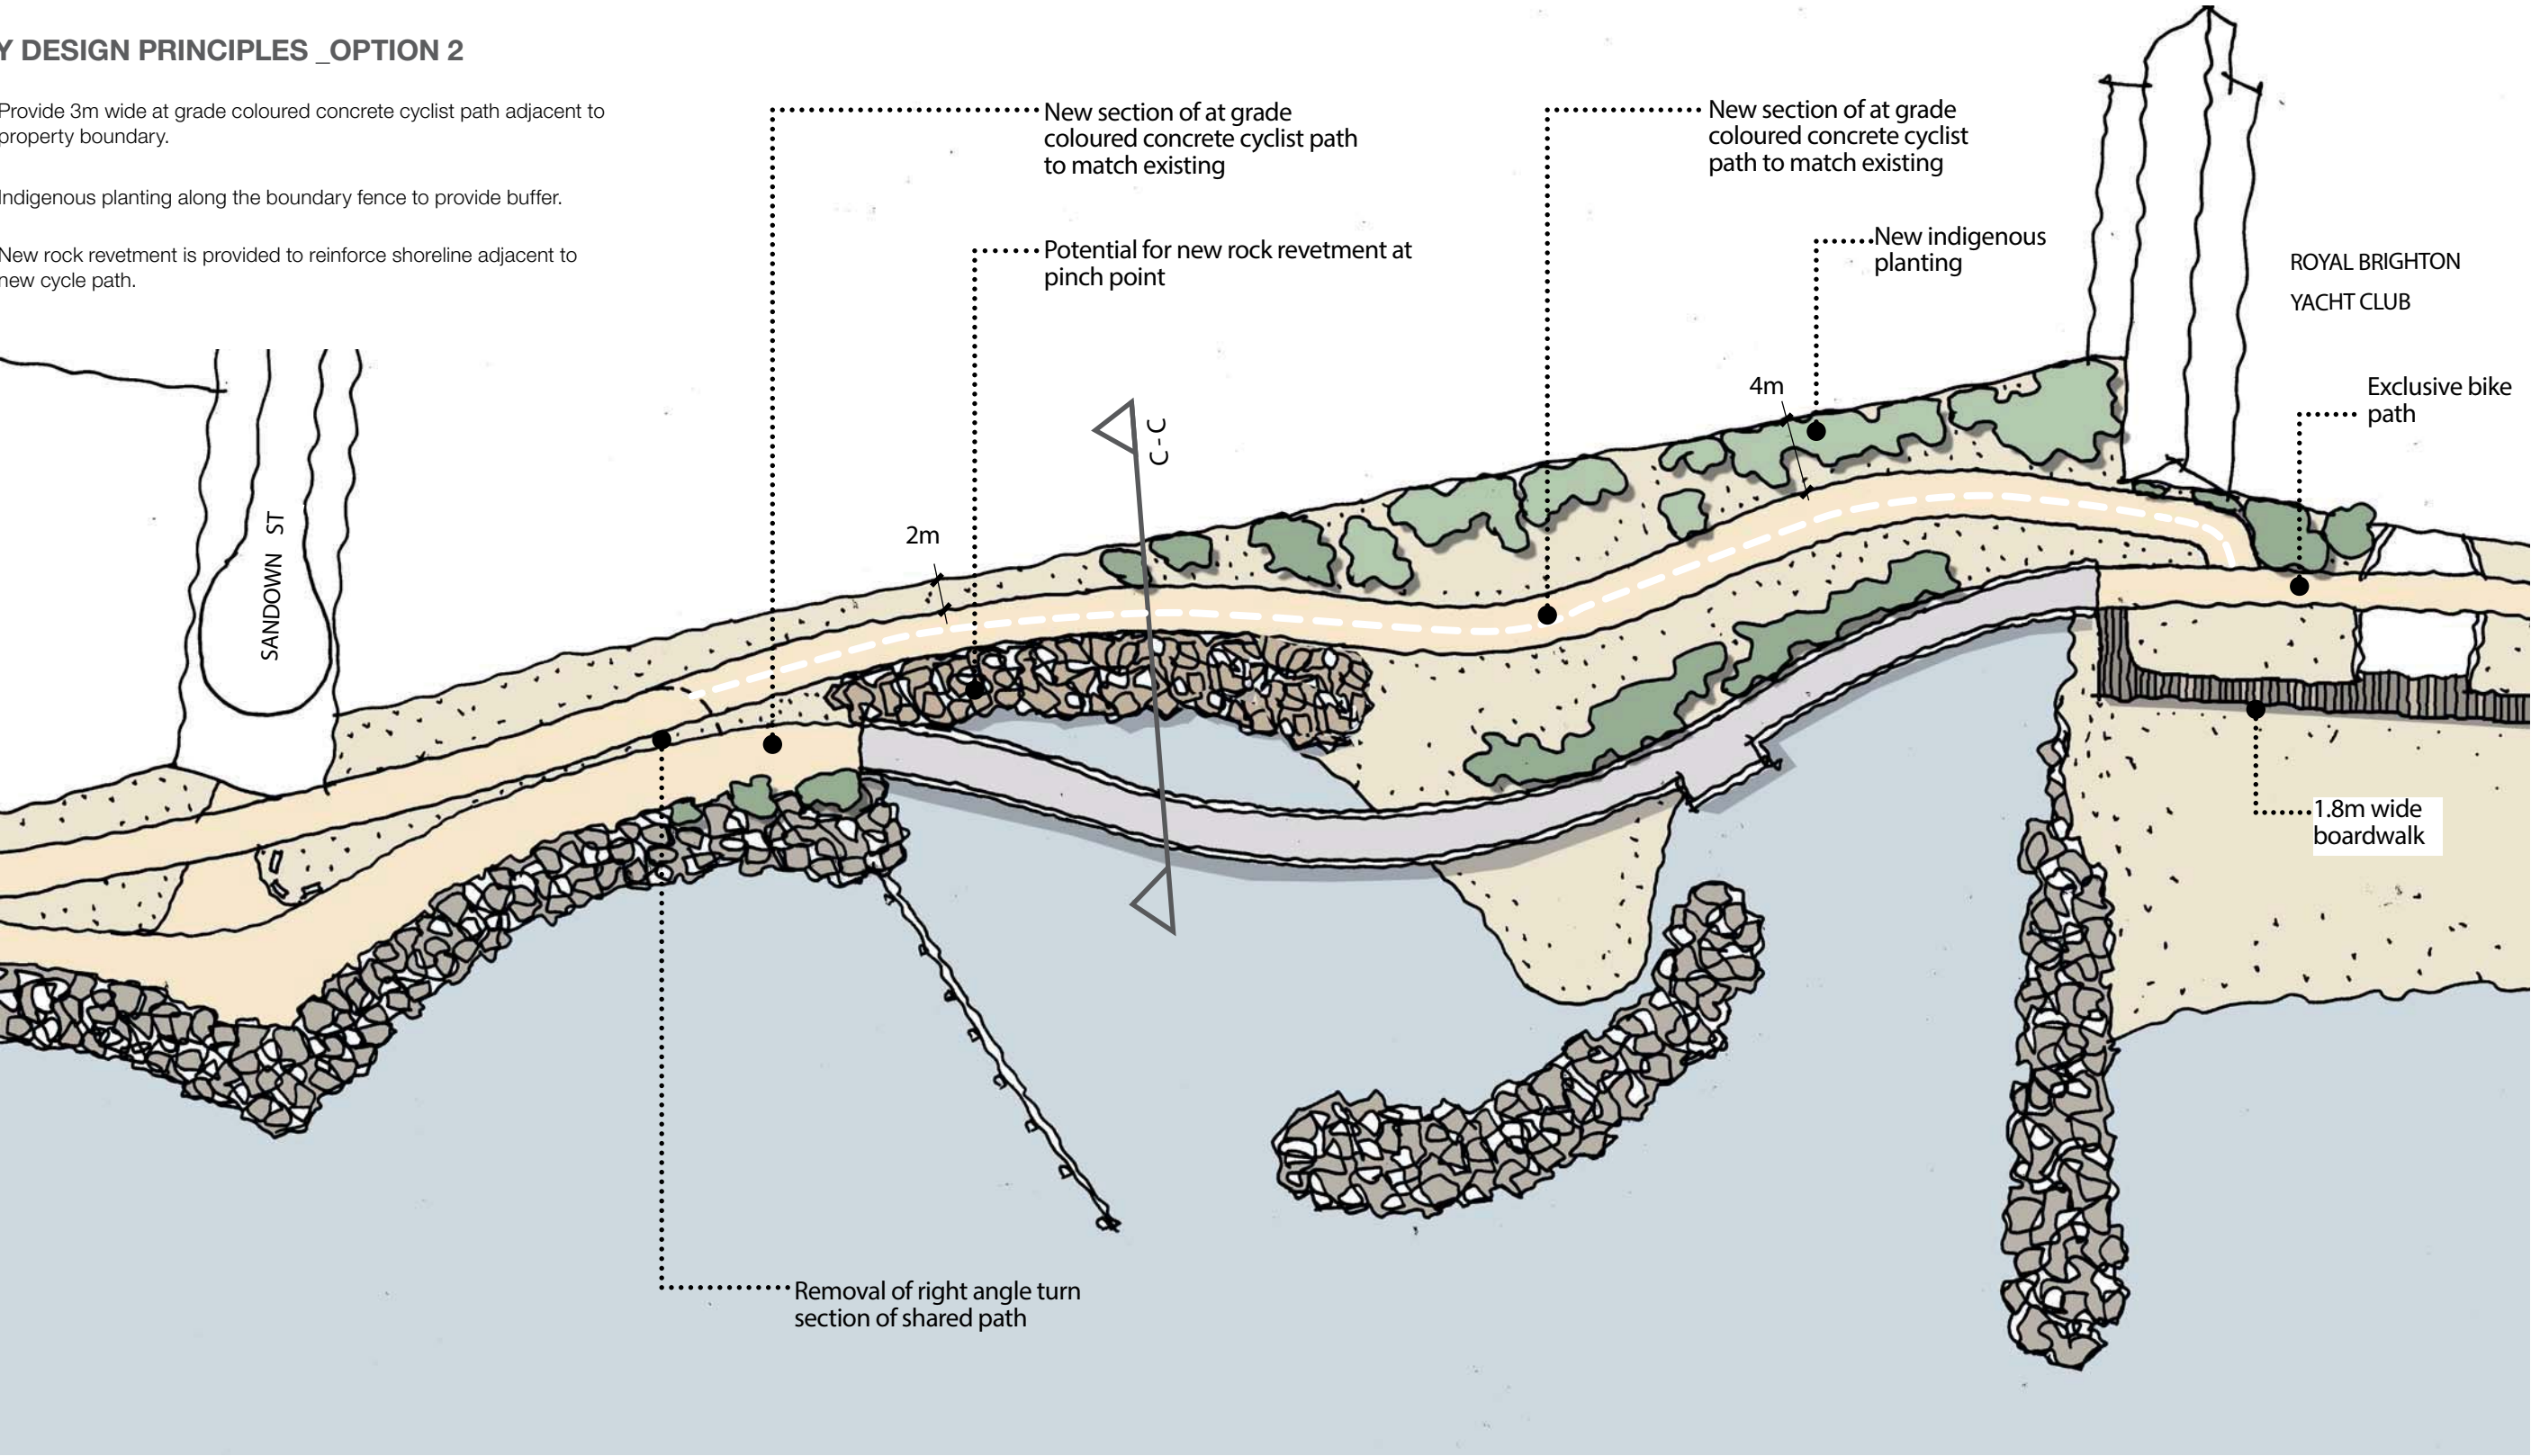 Y DESIGN PRINCIPLES _OPTION 2
Provide 3m wide at grade coloured concrete cyclist path adjacent to
property boundary.
Indigenous planting along the boundary fence to provide buffer.
New rock revetment is provided to reinforce shoreline adjacent to
new cycle path.
New section of at grade
coloured concrete cyclist path
to match existing
Potential for new rock revetment at
pinch point
New section of at grade
coloured concrete cyclist
path to match existing
New indigenous
planting
ROYAL BRIGHTON
YACHT CLUB
Exclusive bike
path
4m
C - C
2m
SANDOWN ST
1.8m wide
boardwalk
Removal of right angle turn
section of shared path